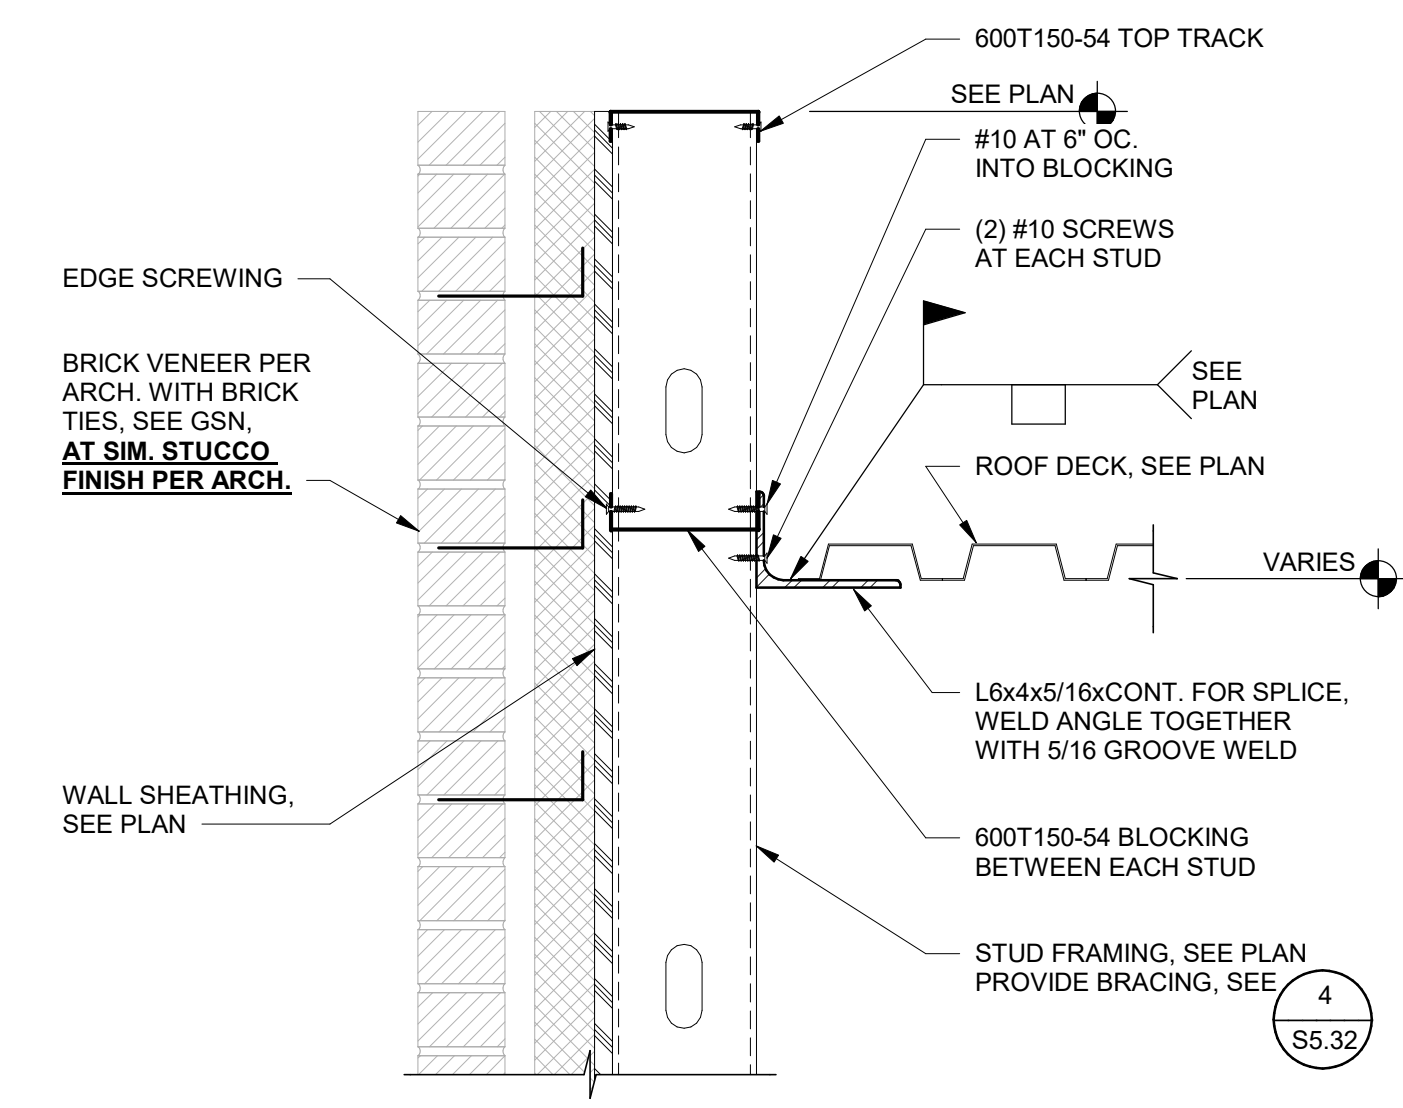 600T150-54 TOP TRACK
SEE PLAN
#10 AT 6" OC.
INTO BLOCKING
(2) #10 SCREWS
AT EACH STUD
EDGE SCREWING
BRICK VENEER PER
ARCH. WITH BRICK
TIES, SEE GSN,
AT SIM. STUCCO
FINISH PER ARCH.
SEE
PLAN
ROOF DECK, SEE PLAN
VARIES
L6x4x5/16xCONT. FOR SPLICE,
WELD ANGLE TOGETHER
WITH 5/16 GROOVE WELD
WALL SHEATHING,
SEE PLAN
600T150-54 BLOCKING
BETWEEN EACH STUD
STUD FRAMING, SEE PLAN
PROVIDE BRACING, SEE
4
S5.32